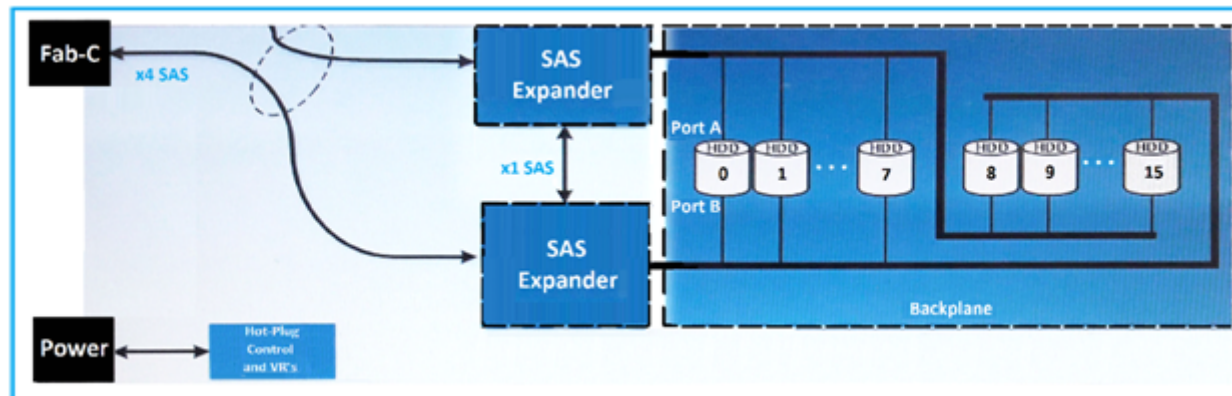 Fab-C
x4 SAS
SAS
Expander
x1 SAS
SAS
Expander
Port A
Port B
HDD
0
HDD
1
...
HDD
7
HDD
8
HDD
9
...
HDD
15
Backplane
Power
Hot-Plug
Control
and VR's